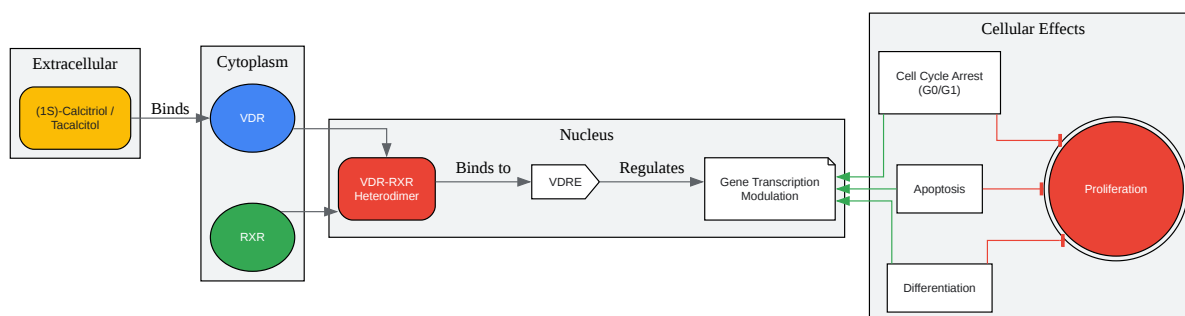 Extracellular
(1S)-Calcitriol /
Tacalcitol
Binds
Cytoplasm
VDR
RXR
Nucleus
VDR-RXR
Heterodimer
Binds to
VDRE
Regulates
Gene Transcription
Modulation
Cellular Effects
Cell Cycle Arrest
(G0/G1)
Apoptosis
Differentiation
Proliferation